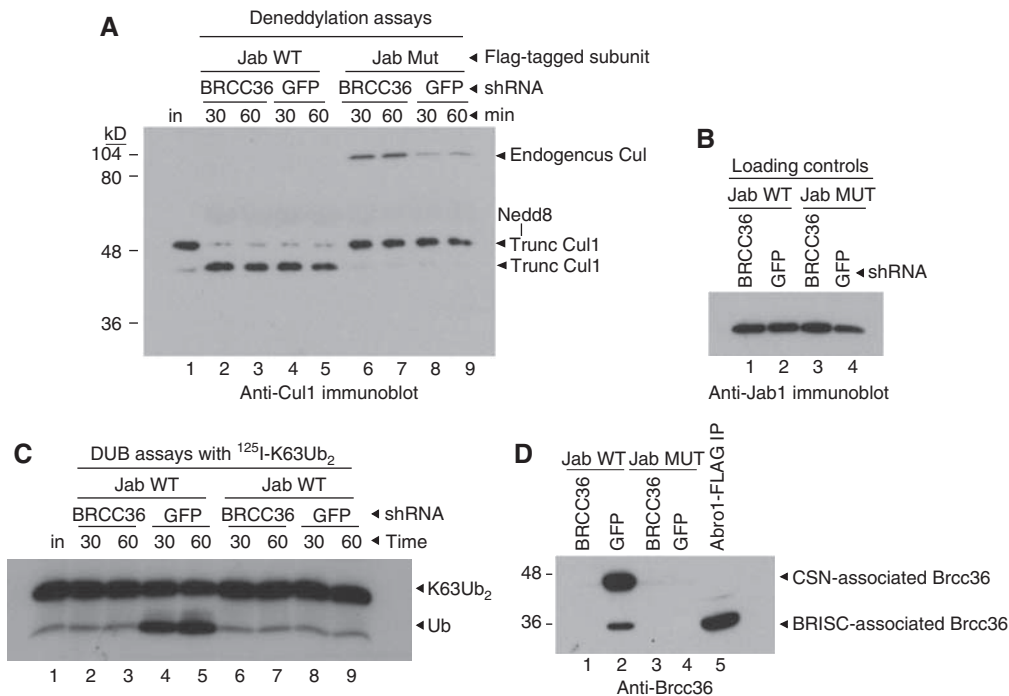 A
Deneddylation assays
Jab WT Jab Mut ◄ Flag-tagged subunit
BRCC36 GFP BRCC36 GFP ◄ shRNA
in 30 60 30 60 30 60 30 60 ◄ min
kD
104
80
48
36
◄ Endogencus Cul
Nedd8
◄ Trunc Cul1
◄ Trunc Cul1
1 2 3 4 5 6 7 8 9
Anti-Cul1 immunoblot
B
Loading controls
Jab WT Jab MUT
BRCC36 GFP BRCC36 GFP ◄ shRNA
1 2 3 4
Anti-Jab1 immunoblot
C
DUB assays with ¹²⁵I-K63Ub₂
Jab WT Jab WT
BRCC36 GFP BRCC36 GFP ◄ shRNA
in 30 60 30 60 30 60 30 60 ◄ Time
◄ K63Ub₂
◄ Ub
1 2 3 4 5 6 7 8 9
D
Jab WT Jab MUT
BRCC36 GFP BRCC36 GFP Abro1-FLAG IP
48
36
◄ CSN-associated Brcc36
◄ BRISC-associated Brcc36
1 2 3 4 5
Anti-Brcc36